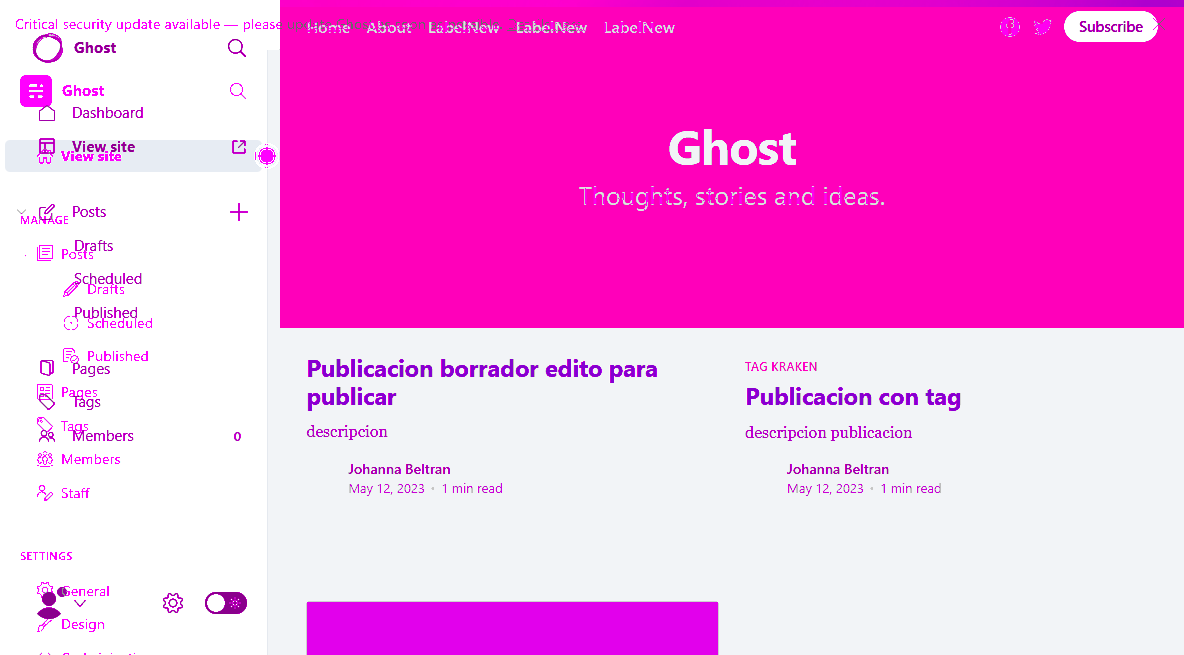 Critical security update available — please
Home About LabelNew LabelNew LabelNew
Subscribe
Ghost
Ghost
Dashboard
View site
View site
Posts
MANAGE
Drafts
Posts
Scheduled
Drafts
Published
Scheduled
Published
Pages
Pages
Tags
Tags
Members 0
Members
Staff
SETTINGS
General
Design
Ghost
Thoughts, stories and ideas.
Publicacion borrador edito para
publicar
descripcion
Johanna Beltran
May 12, 2023 • 1 min read
TAG KRAKEN
Publicacion con tag
descripcion publicacion
Johanna Beltran
May 12, 2023 • 1 min read